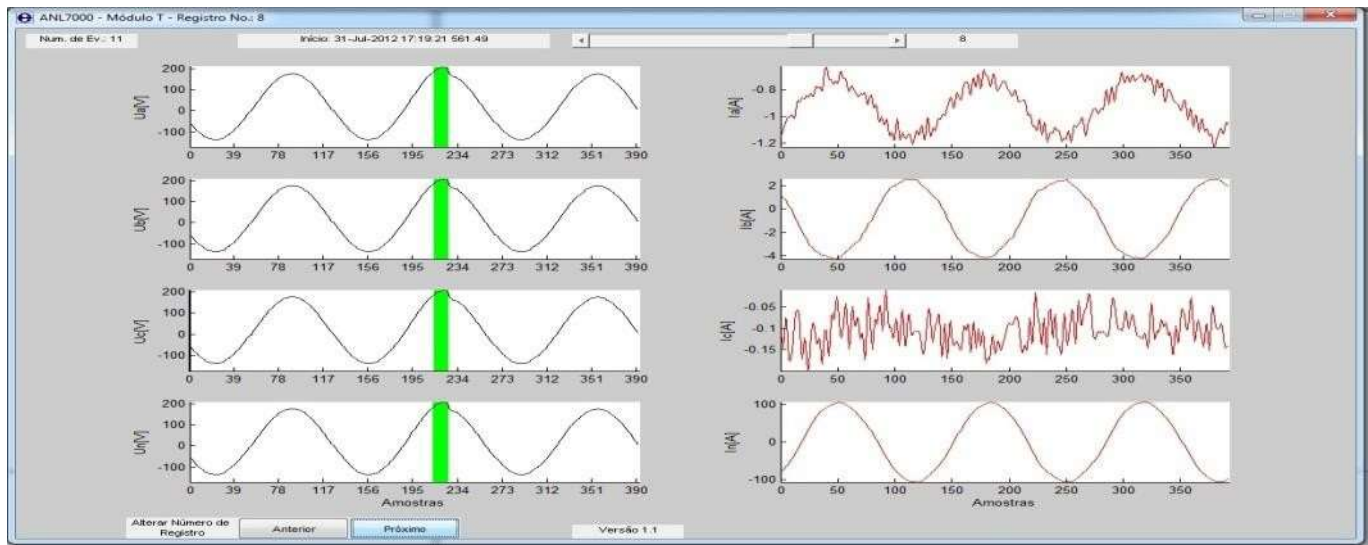 ANL7000 - Módulo T - Registro No.: 8
Num. de Ev.: 11
Início: 31-Jul-2012 17:19:21 561.49
8
200
100
0
-100
Ua[V]
0 39 78 117 156 195 234 273 312 351 390
-0.8
-1
-1.2
Ia[A]
0 50 100 150 200 250 300 350
200
100
0
-100
Ub[V]
0 39 78 117 156 195 234 273 312 351 390
2
0
-2
-4
Ib[A]
0 50 100 150 200 250 300 350
200
100
0
-100
Uc[V]
0 39 78 117 156 195 234 273 312 351 390
-0.05
-0.1
-0.15
Ic[A]
0 50 100 150 200 250 300 350
200
100
0
-100
Un[V]
0 39 78 117 156 195 234 273 312 351 390
Amostras
100
0
-100
In[A]
0 50 100 150 200 250 300 350
Amostras
Alterar Número de
Registro
Anterior
Próximo
Versão 1.1